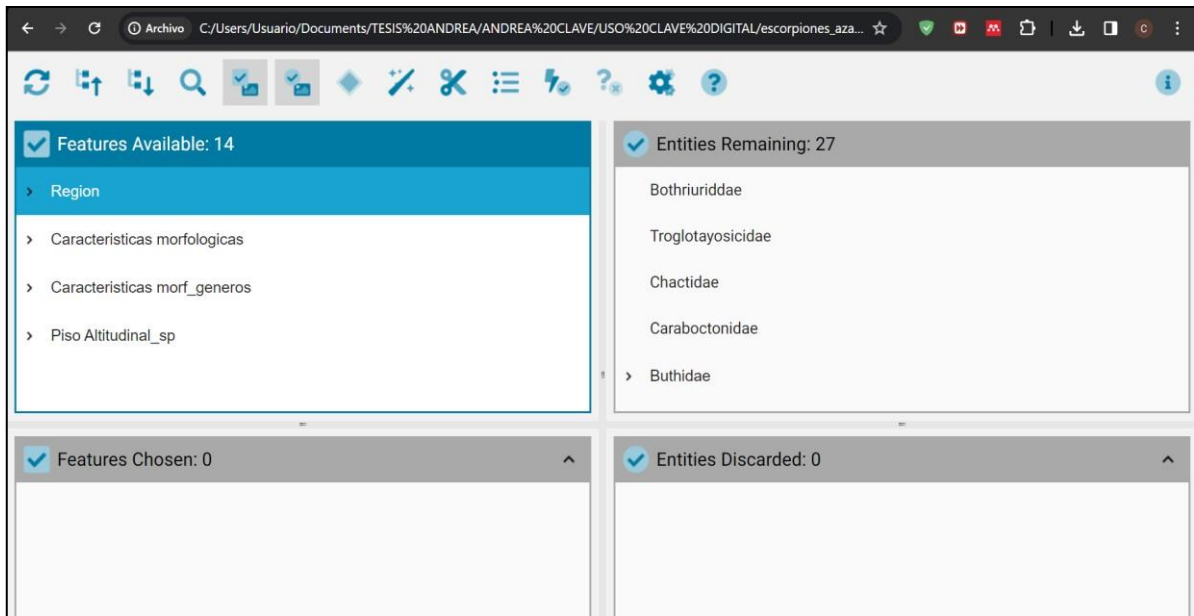 Archivo C:/Users/Usuario/Documents/TESIS%20ANDREA/ANDREA%20CLAVE/USO%20CLAVE%20DIGITAL/escorpiones_aza...
C
Features Available: 14
Region
Caracteristicas morfologicas
Caracteristicas morf_generos
Piso Altitudinal_sp
Entities Remaining: 27
Bothriuriddae
Troglotayosicidae
Chactidae
Caraboctonidae
Buthidae
Features Chosen: 0
Entities Discarded: 0